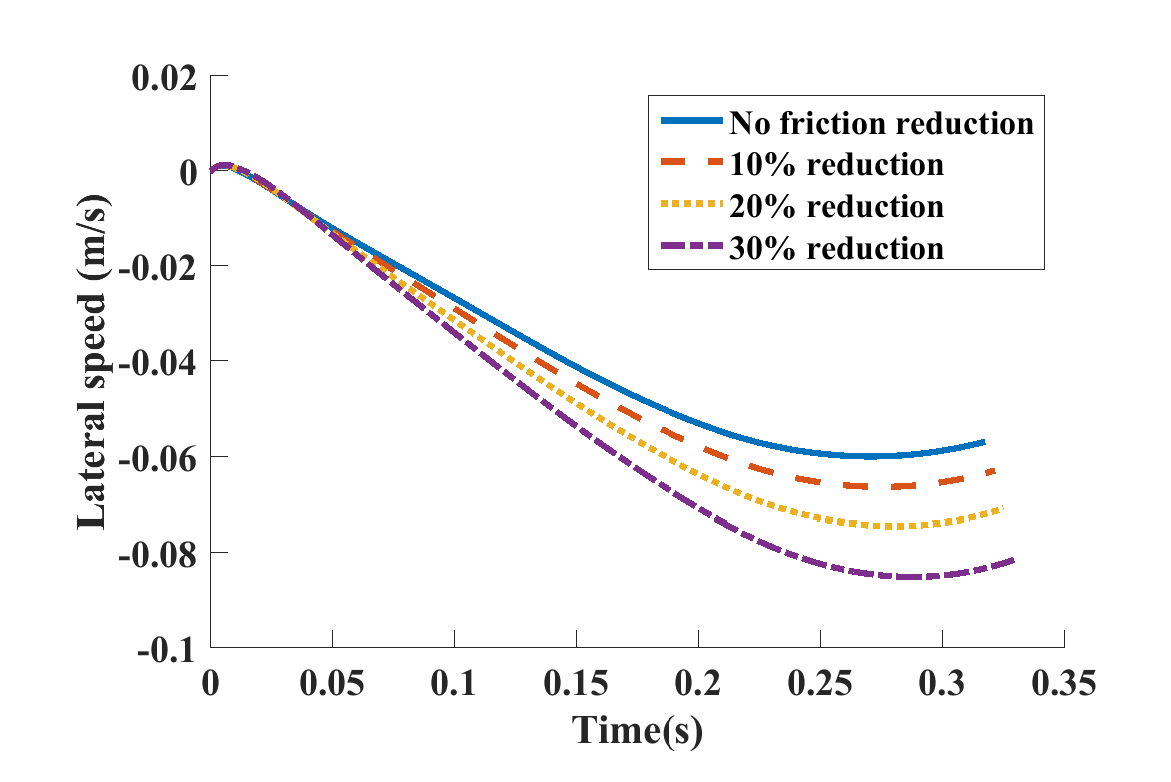 0.02
0
-0.02
-0.04
-0.06
-0.08
-0.1
Lateral speed (m/s)
No friction reduction
10% reduction
20% reduction
30% reduction
0 0.05 0.1 0.15 0.2 0.25 0.3 0.35
Time(s)